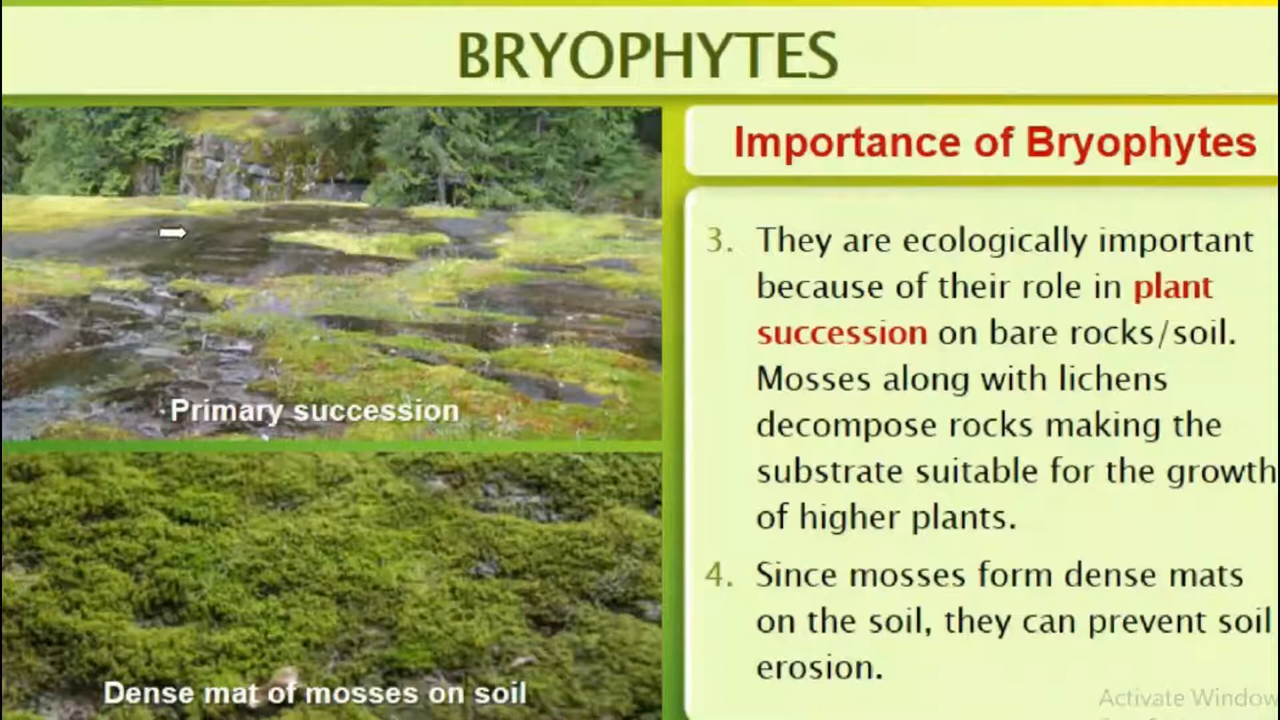 BRYOPHYTES
Primary succession
Dense mat of mosses on soil
Importance of Bryophytes
3. They are ecologically important
because of their role in plant
succession on bare rocks/soil.
Mosses along with lichens
decompose rocks making the
substrate suitable for the growth
of higher plants.
4. Since mosses form dense mats
on the soil, they can prevent soil
erosion.
Activate Window